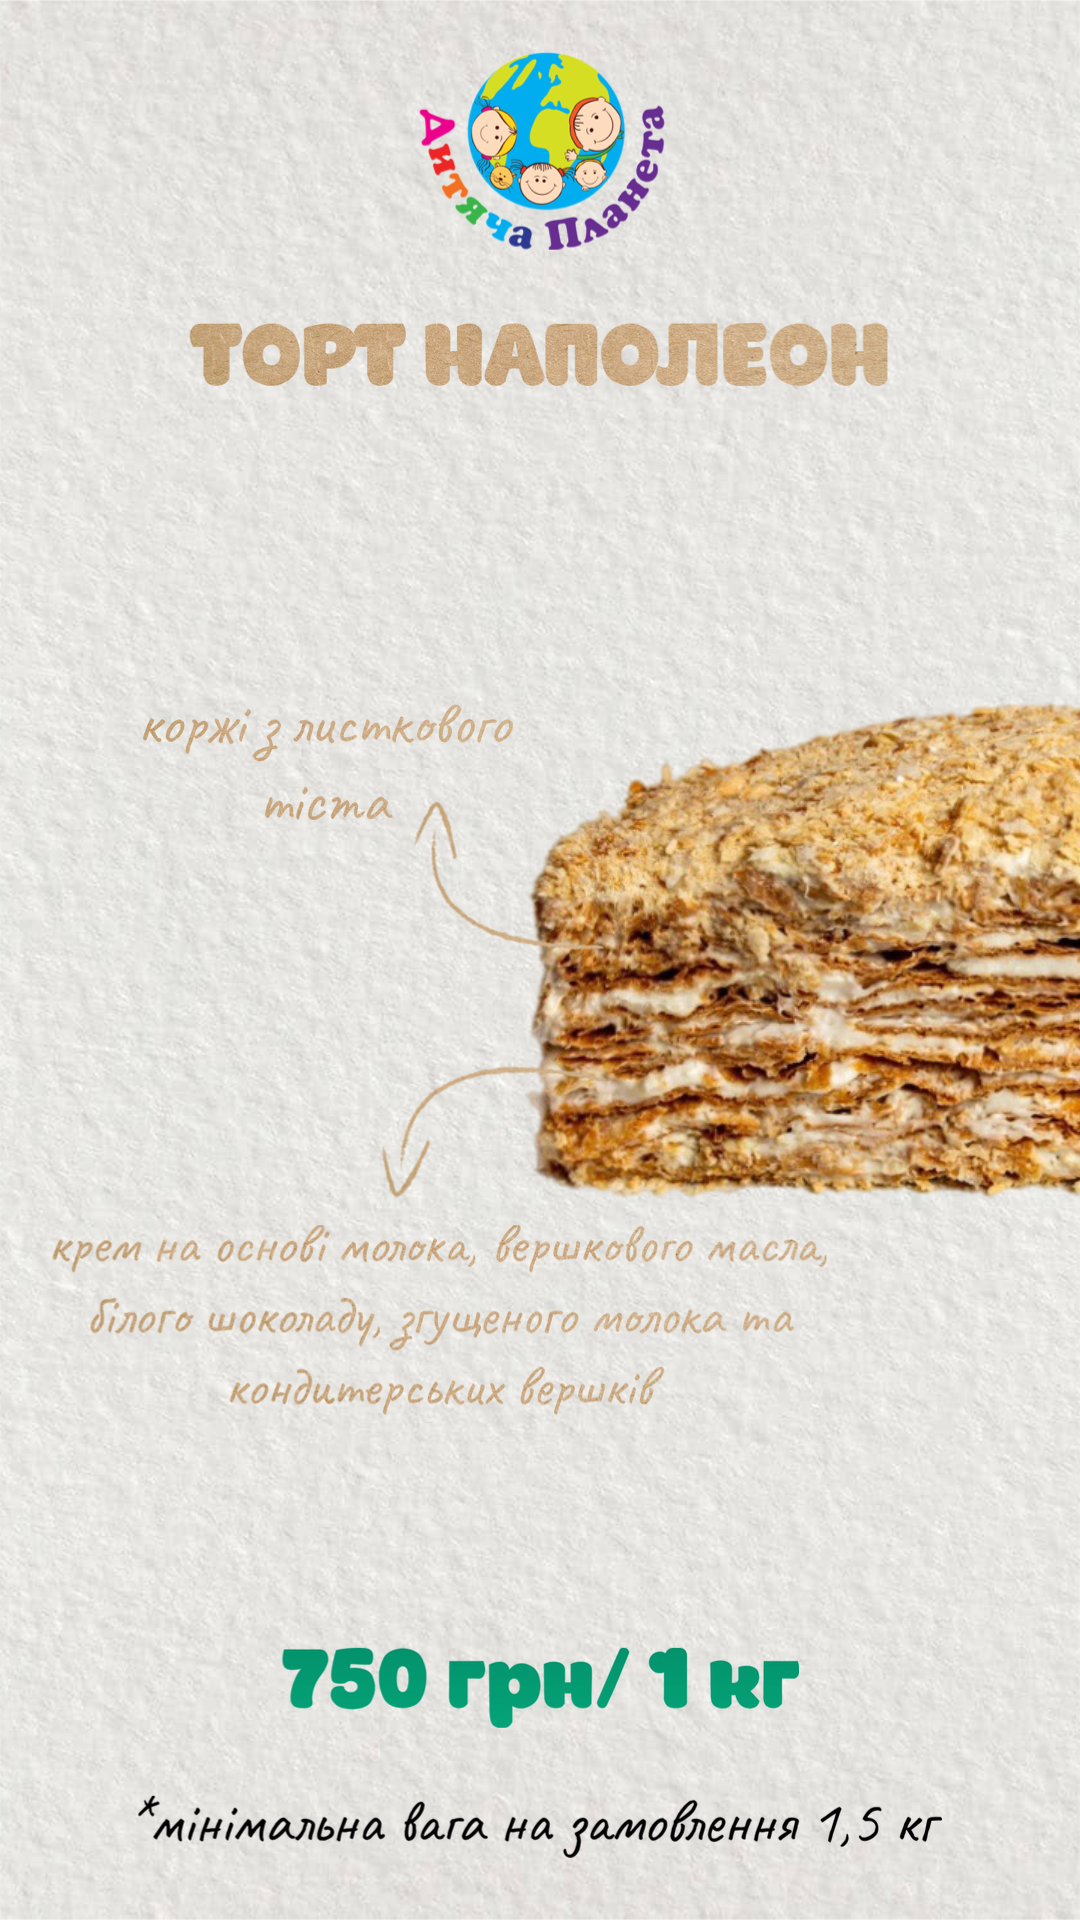 Дитяча Планета
ТОРТ НАПОЛЕОН
коржі з листкового
тіста
крем на основі молока, вершкового масла,
білого шоколаду, згущеного молока та
кондитерських вершків
750 грн/ 1 кг
*мінімальна вага на замовлення 1,5 кг